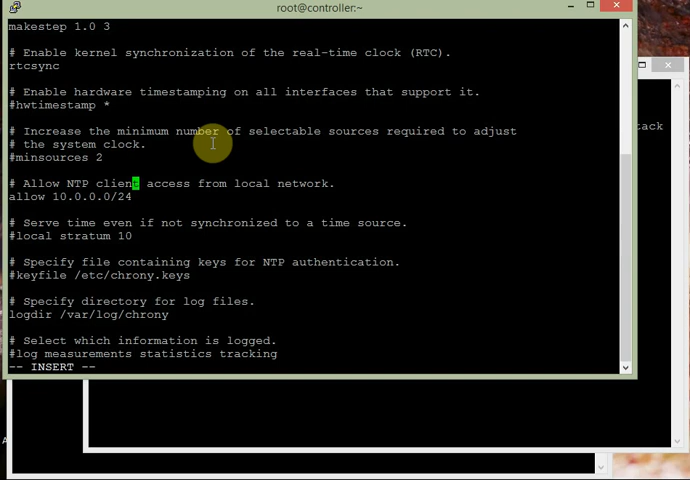 root@controller:~
makestep 1.0 3
# Enable kernel synchronization of the real-time clock (RTC).
rtcsync
# Enable hardware timestamping on all interfaces that support it.
#hwtimestamp *
# Increase the minimum number of selectable sources required to adjust
# the system clock.
#minsources 2
# Allow NTP client access from local network.
allow 10.0.0.0/24
# Serve time even if not synchronized to a time source.
#local stratum 10
# Specify file containing keys for NTP authentication.
#keyfile /etc/chrony.keys
# Specify directory for log files.
logdir /var/log/chrony
# Select which information is logged.
#log measurements statistics tracking
-- INSERT --
tack
A